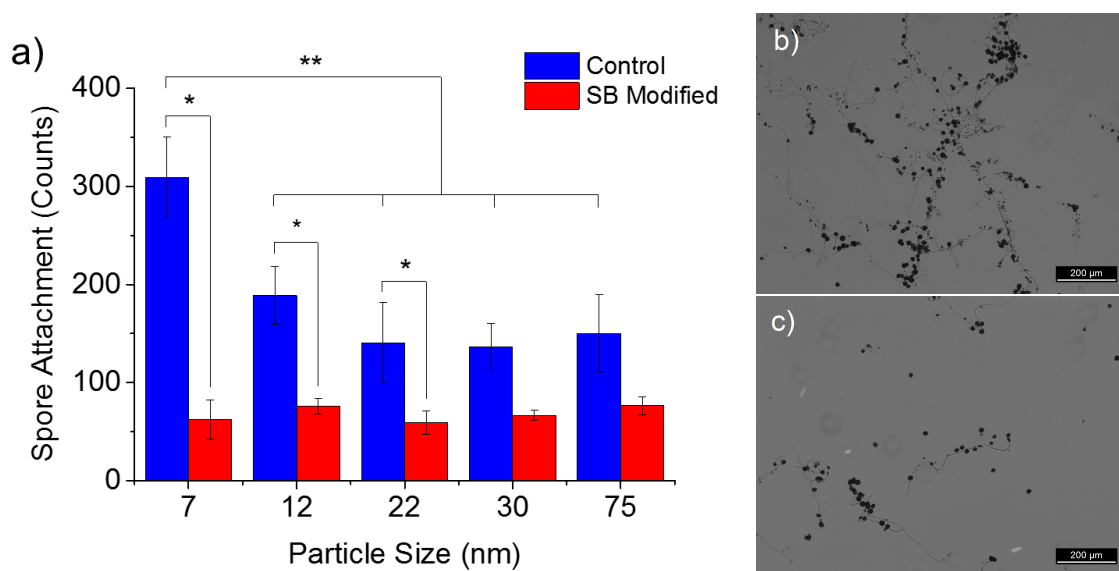 a)
**
Control
SB Modified
*
*
*
400
300
200
100
0
Spore Attachment (Counts)
7 12 22 30 75
Particle Size (nm)
b)
200 µm
c)
200 µm